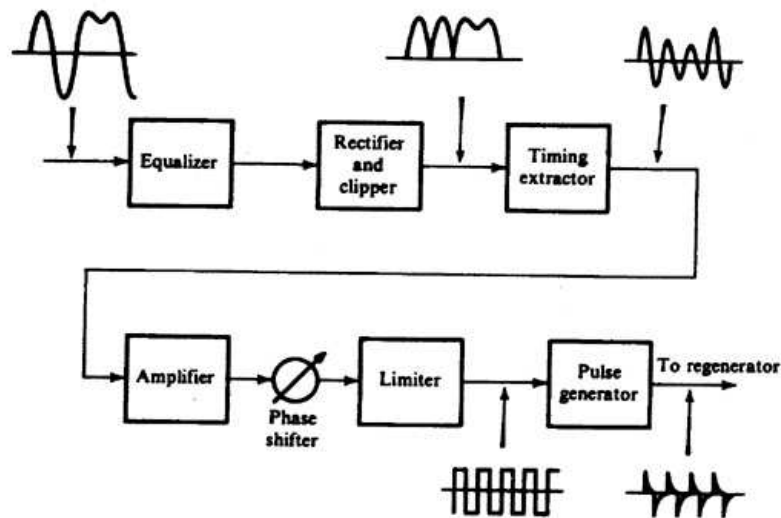 Equalizer
Rectifier
and
clipper
Timing
extractor
Amplifier
Phase
shifter
Limiter
Pulse
generator
To regenerator